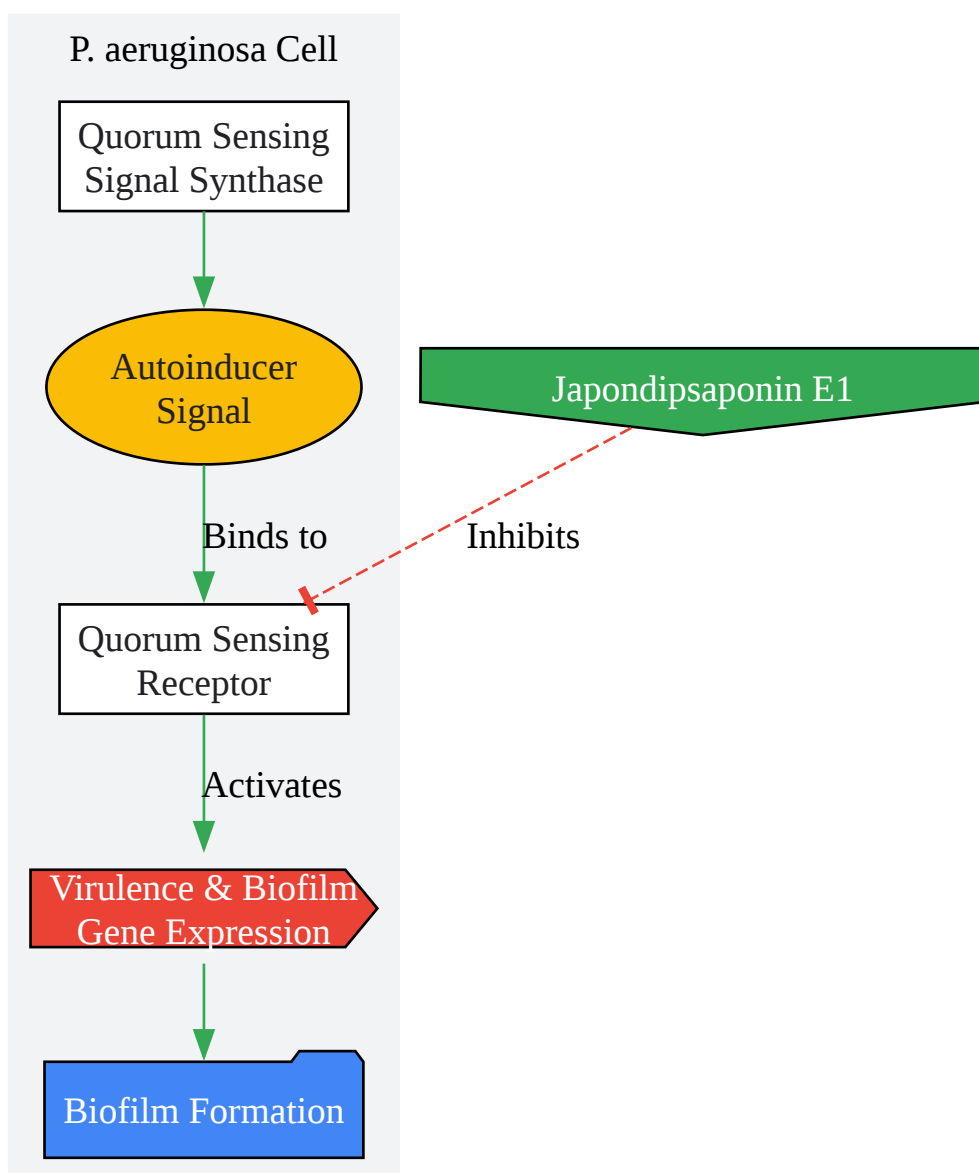 P. aeruginosa Cell
Quorum Sensing
Signal Synthase
Autoinducer
Signal
Japondipsaponin E1
Binds to
Inhibits
Quorum Sensing
Receptor
Activates
Virulence & Biofilm
Gene Expression
Biofilm Formation